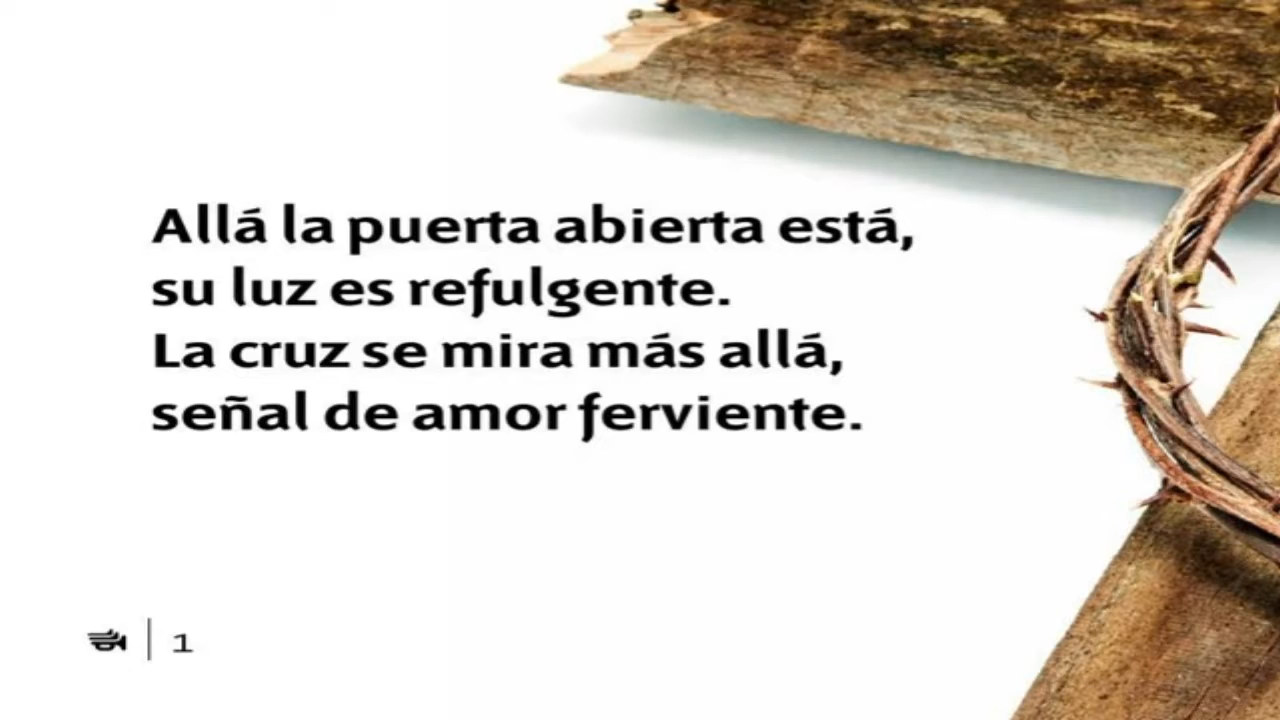 Allá la puerta abierta está,
su luz es refulgente.
La cruz se mira más allá,
señal de amor ferviente.
1